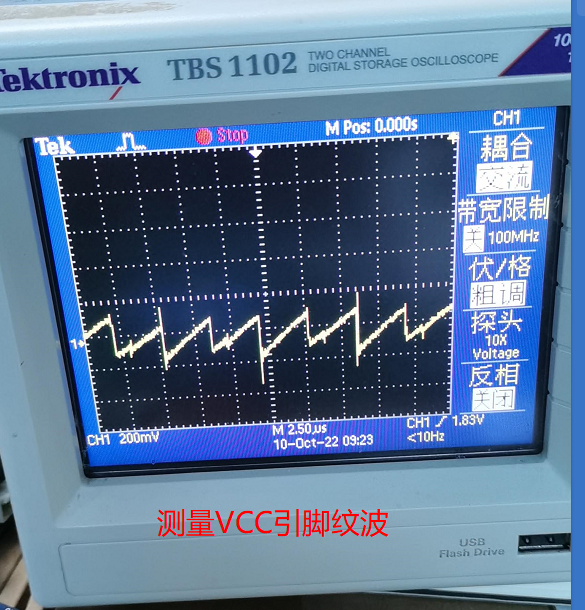 Tektronix TBS 1102 TWO CHANNEL
DIGITAL STORAGE OSCILLOSCOPE
Tek Stop M Pos: 0.000s CH1
耦合
交流
带宽限制
关 100MHz
伏/格
粗调
探头
10X
Voltage
反相
关闭
1
CH1 200mV M 2.50µs CH1 1.83V
10-Oct-22 09:23 <10Hz
测量VCC引脚纹波
USB
Flash Drive